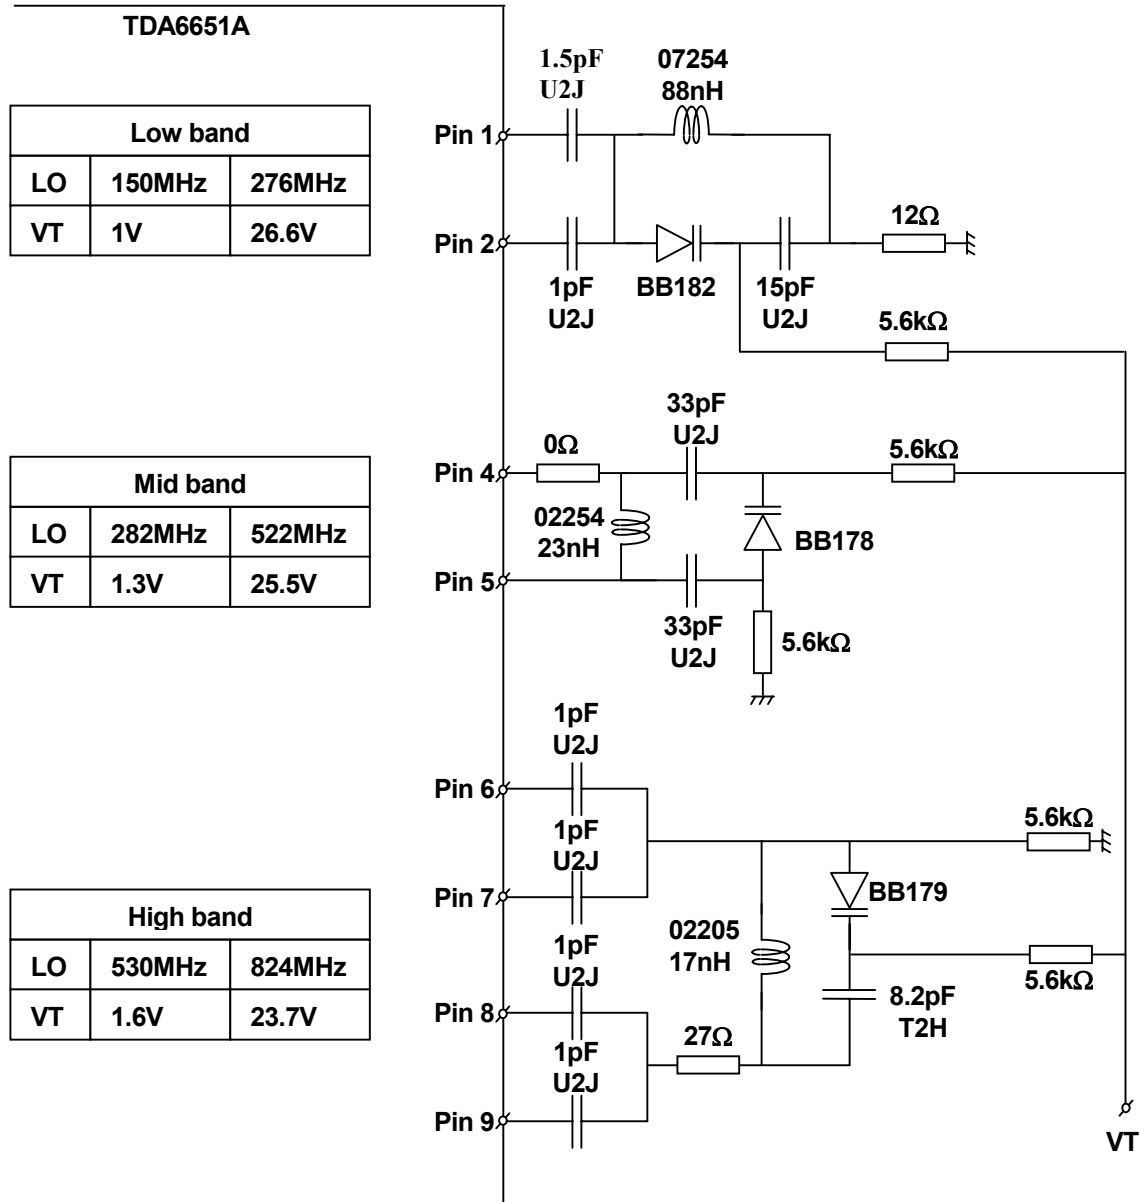 TDA6651A
1.5pF
U2J
07254
88nH
Low band
LO 150MHz 276MHz
VT 1V 26.6V
Pin 1
Pin 2
1pF
U2J
BB182
15pF
U2J
12Ω
5.6kΩ
Mid band
LO 282MHz 522MHz
VT 1.3V 25.5V
Pin 4
0Ω
33pF
U2J
5.6kΩ
02254
23nH
BB178
Pin 5
33pF
U2J
5.6kΩ
1pF
U2J
Pin 6
1pF
U2J
Pin 7
5.6kΩ
BB179
High band
LO 530MHz 824MHz
VT 1.6V 23.7V
1pF
U2J
Pin 8
1pF
U2J
Pin 9
02205
17nH
27Ω
8.2pF
T2H
5.6kΩ
VT